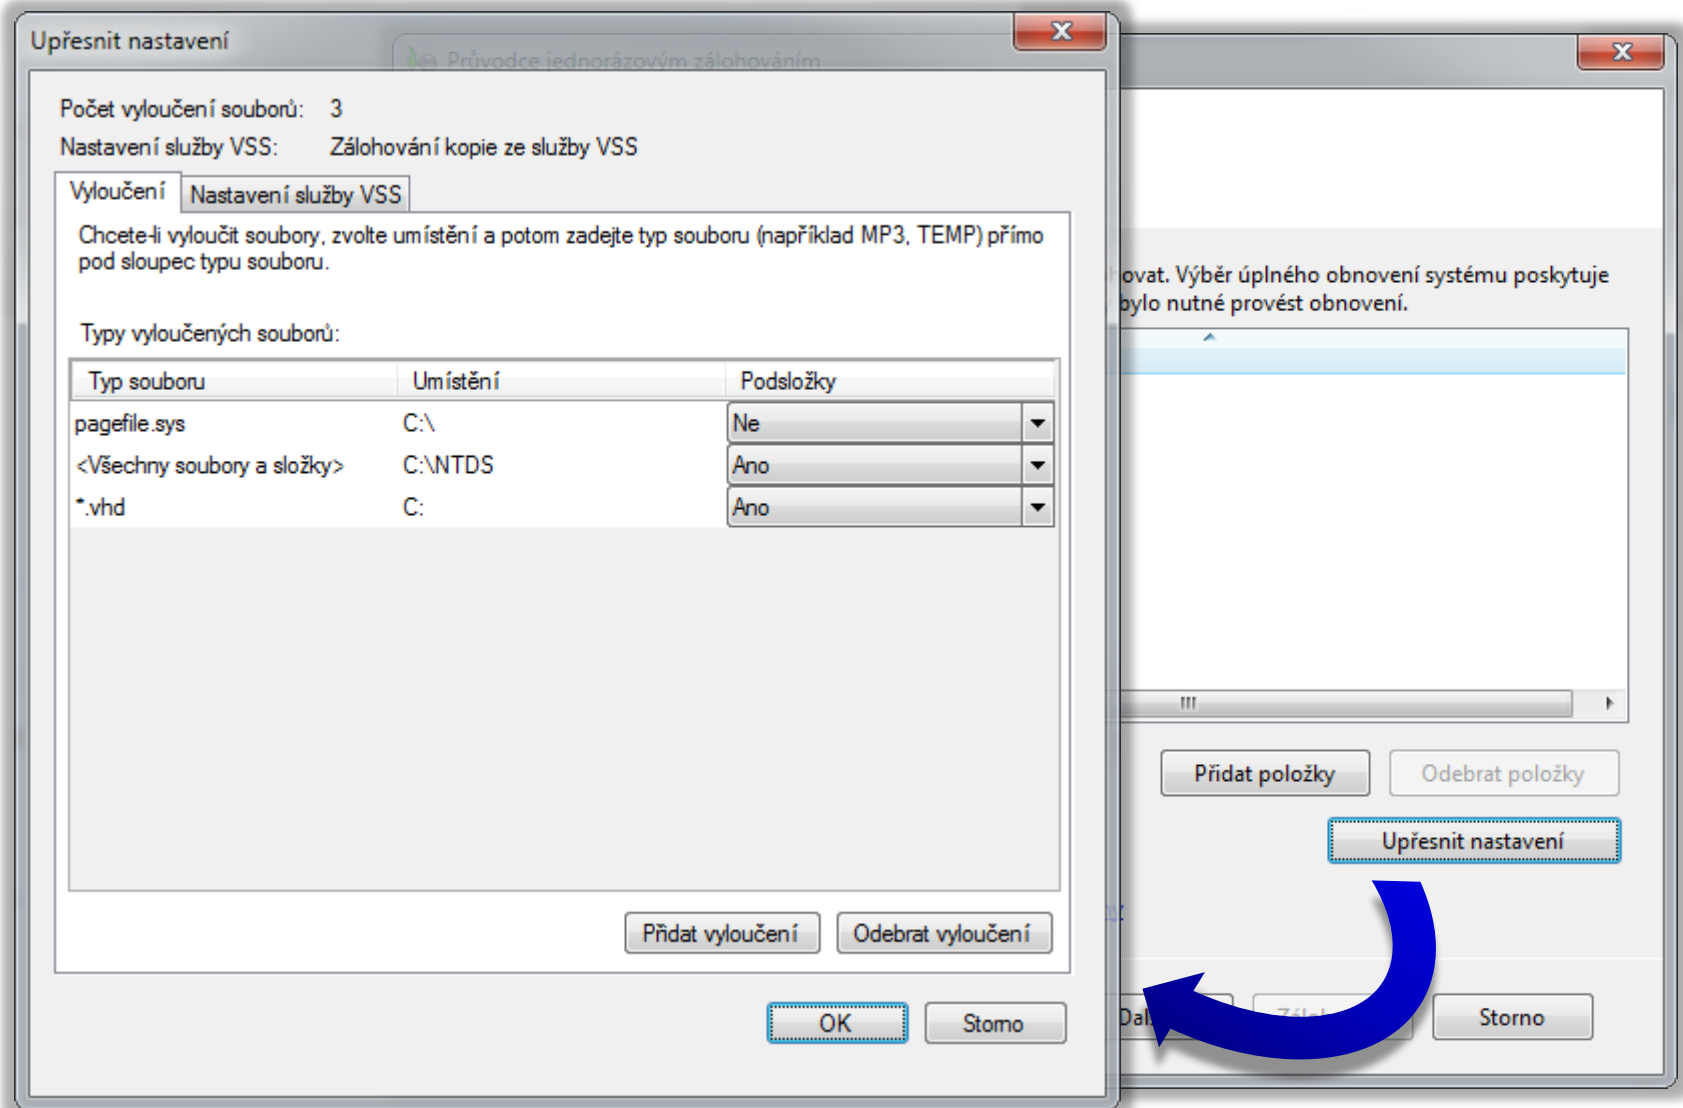 Upřesnit nastavení
Průvodce jednorázovým zálohováním
Počet vyloučení souborů: 3
Nastavení služby VSS: Zálohování kopie ze služby VSS
Vyloučení Nastavení služby VSS
Chcete-li vyloučit soubory, zvolte umístění a potom zadejte typ souboru (například MP3, TEMP) přímo
pod sloupec typu souboru.
Typy vyloučených souborů:
Typ souboru Umístění Podsložky
pagefile.sys C:\ Ne
<Všechny soubory a složky> C:\NTDS Ano
*.vhd C: Ano
Přidat vyloučení Odebrat vyloučení
OK Storno
ovat. Výběr úplného obnovení systému poskytuje
bylo nutné provést obnovení.
Přidat položky Odebrat položky
Upřesnit nastavení
Storno